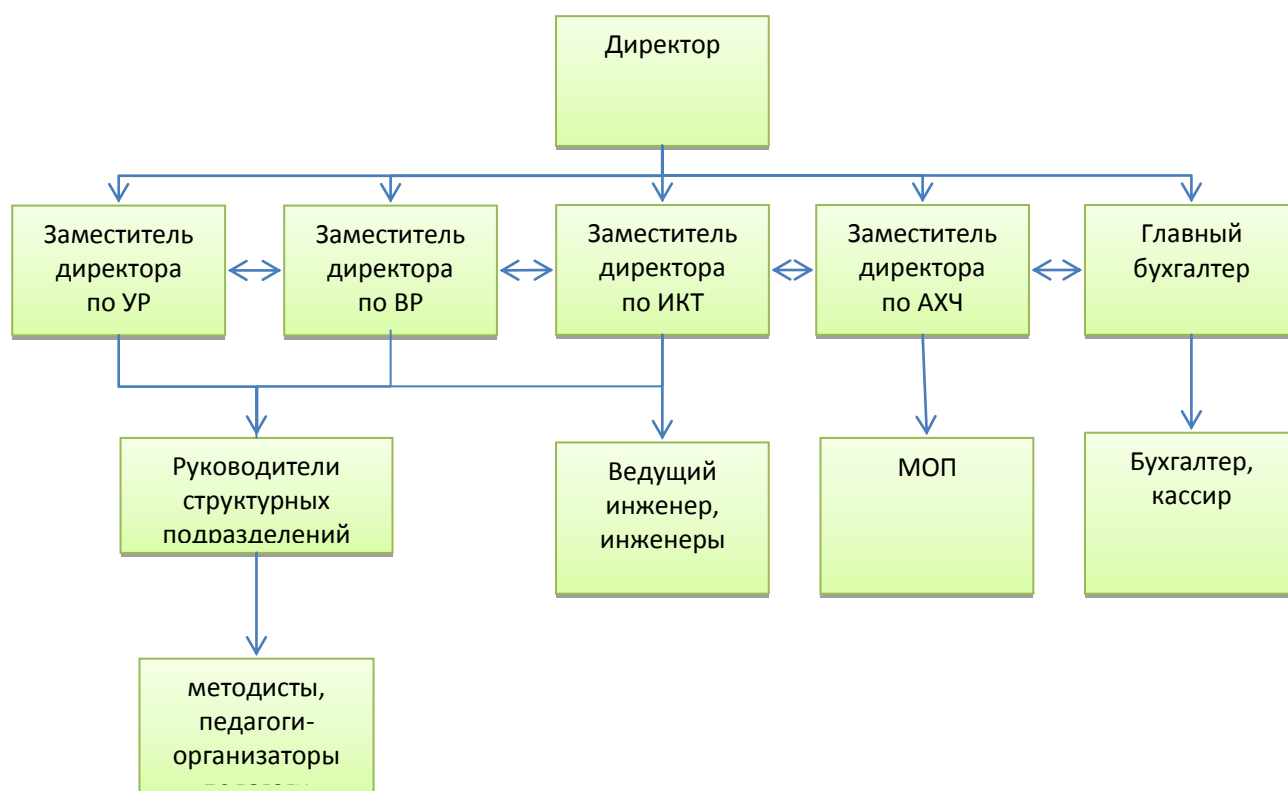 Директор
Заместитель
директора
по УР
Заместитель
директора
по ВР
Заместитель
директора
по ИКТ
Заместитель
директора
по АХЧ
Главный
бухгалтер
Руководители
структурных
подразделений
Ведущий
инженер,
инженеры
МОП
Бухгалтер,
кассир
методисты,
педагоги-
организаторы